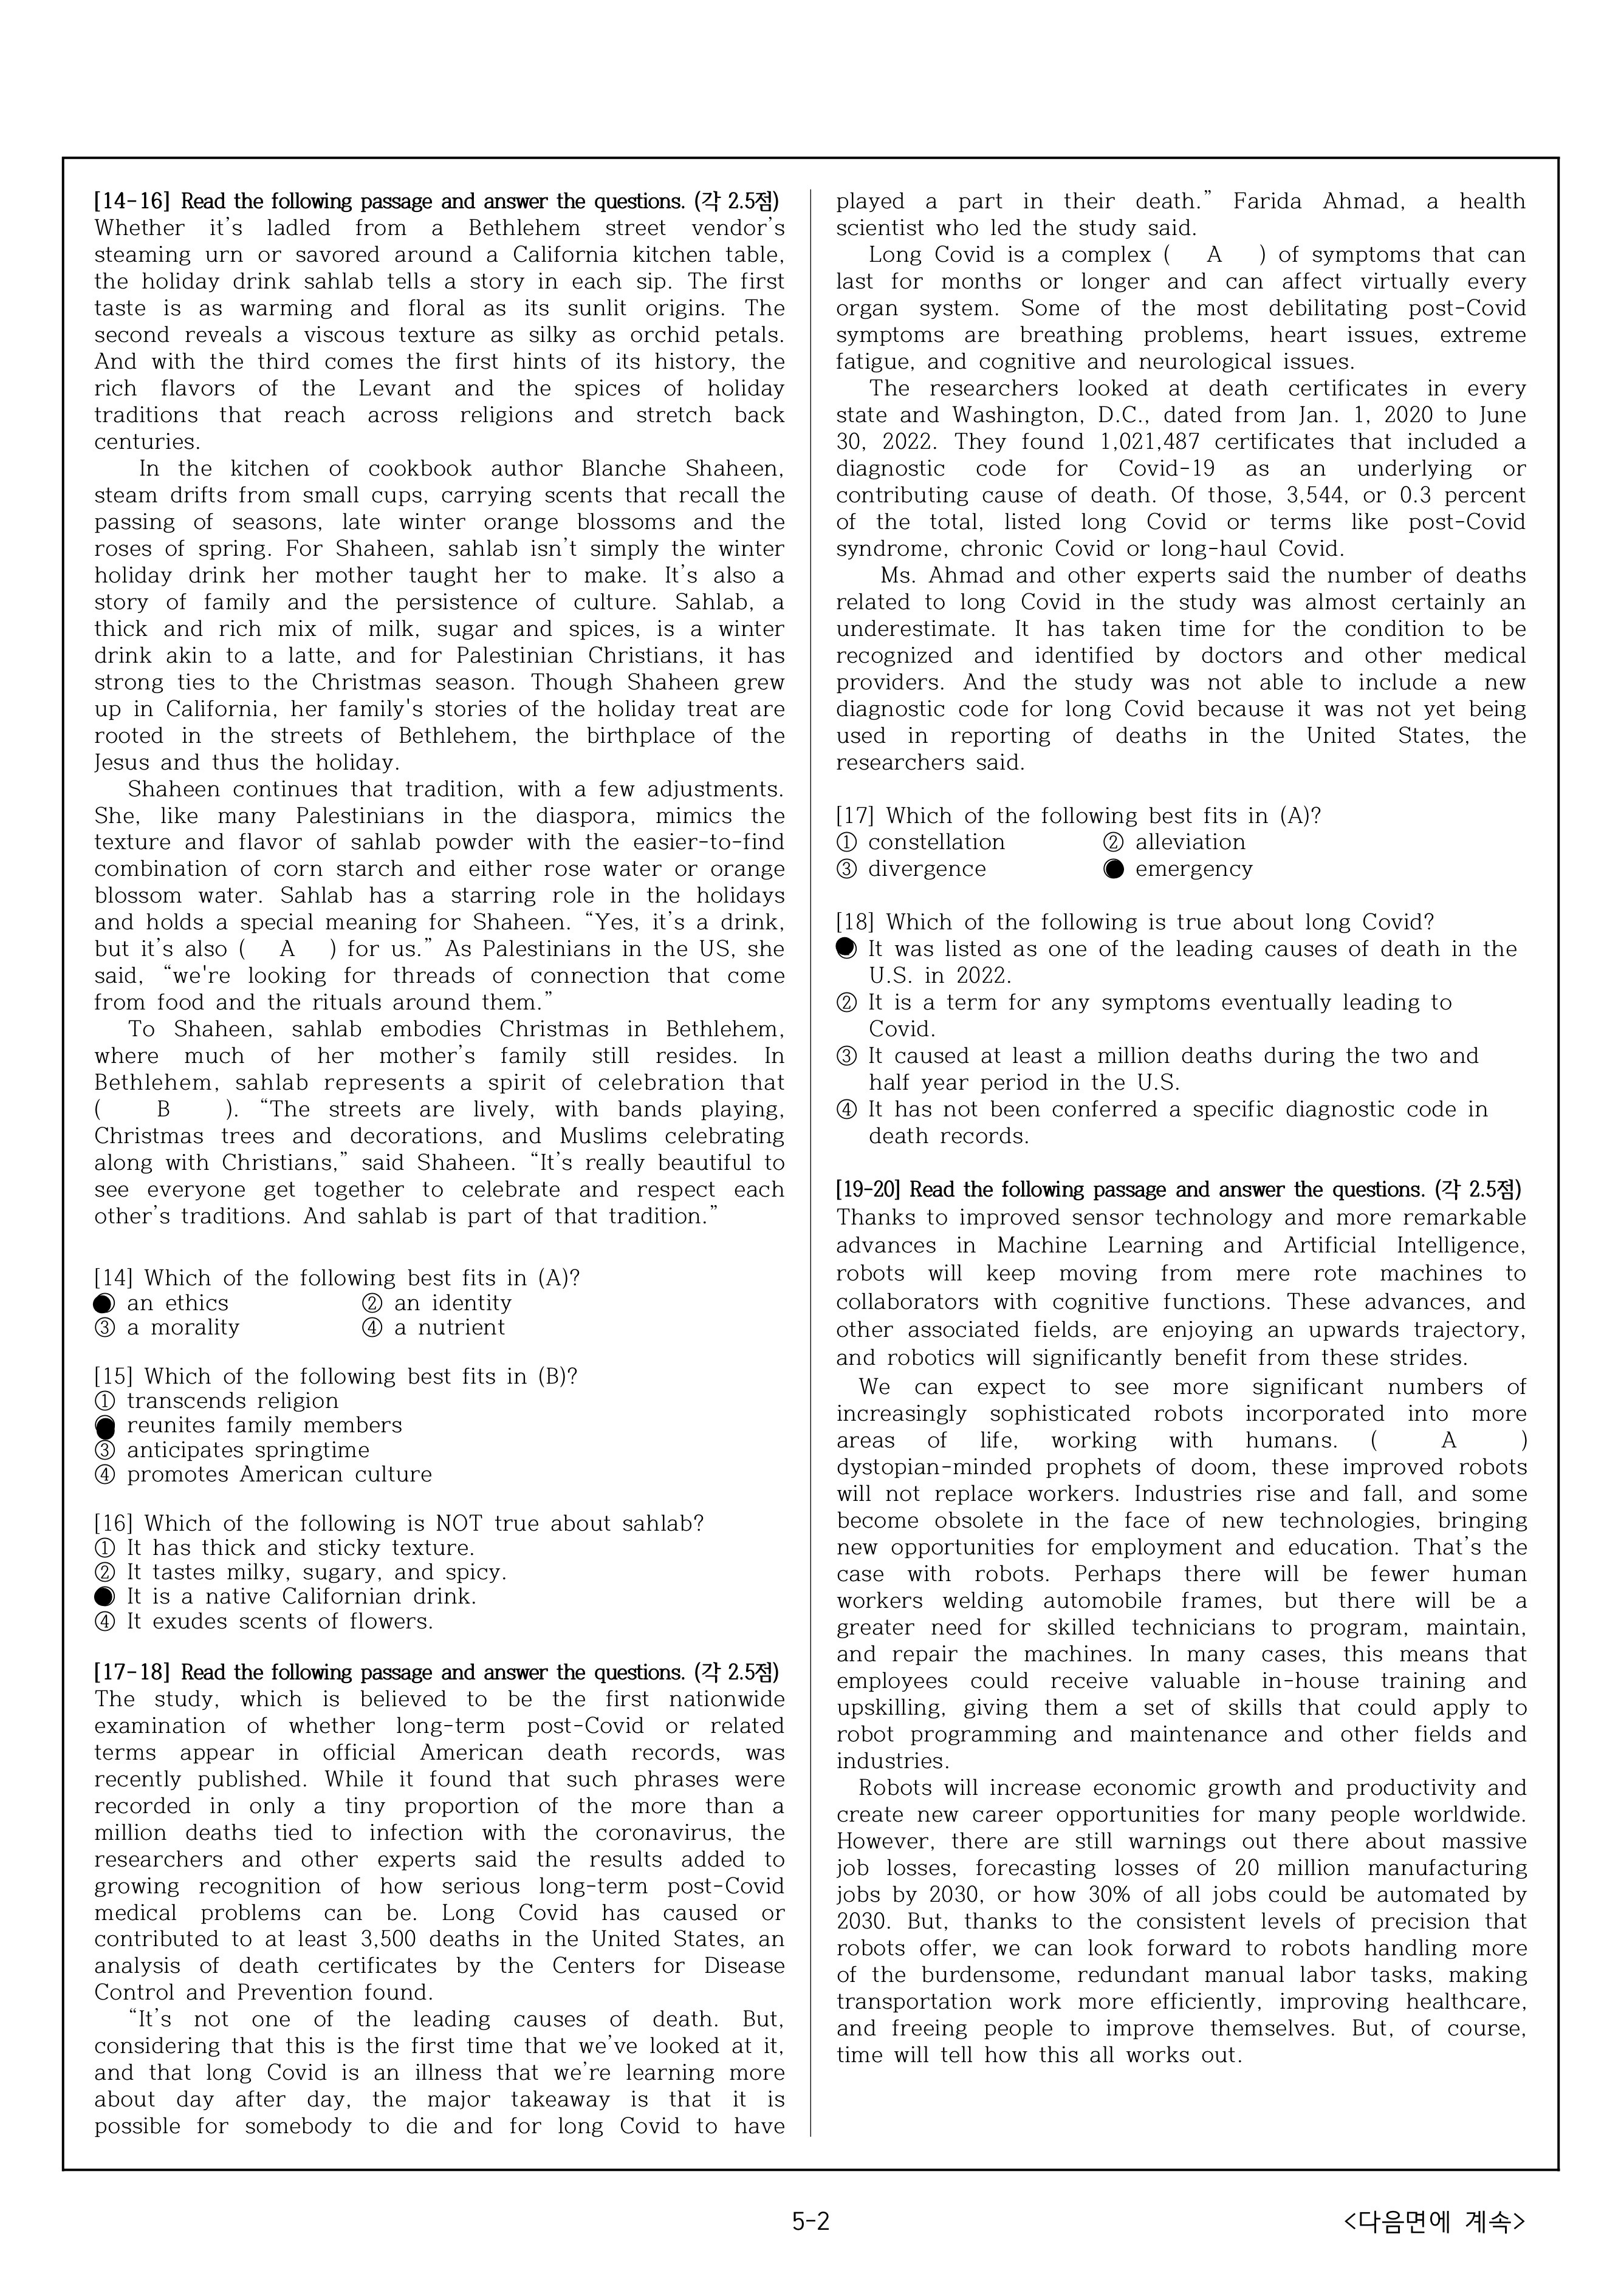 [14-16] Read the following passage and answer the questions. (각 2.5점)
Whether it's ladled from a Bethlehem street vendor's
steaming urn or savored around a California kitchen table,
the holiday drink sahlab tells a story in each sip. The first
taste is as warming and floral as its sunlit origins. The
second reveals a viscous texture as silky as orchid petals.
And with the third comes the first hints of its history, the
rich flavors of the Levant and the spices of holiday
traditions that reach across religions and stretch back
centuries.
In the kitchen of cookbook author Blanche Shaheen,
steam drifts from small cups, carrying scents that recall the
passing of seasons, late winter orange blossoms and the
roses of spring. For Shaheen, sahlab isn't simply the winter
holiday drink her mother taught her to make. It's also a
story of family and the persistence of culture. Sahlab, a
thick and rich mix of milk, sugar and spices, is a winter
drink akin to a latte, and for Palestinian Christians, it has
strong ties to the Christmas season. Though Shaheen grew
up in California, her family's stories of the holiday treat are
rooted in the streets of Bethlehem, the birthplace of the
Jesus and thus the holiday.
Shaheen continues that tradition, with a few adjustments.
She, like many Palestinians in the diaspora, mimics the
texture and flavor of sahlab powder with the easier-to-find
combination of corn starch and either rose water or orange
blossom water. Sahlab has a starring role in the holidays
and holds a special meaning for Shaheen. “Yes, it's a drink,
but it's also ( A ) for us.” As Palestinians in the US, she
said, “we're looking for threads of connection that come
from food and the rituals around them.”
To Shaheen, sahlab embodies Christmas in Bethlehem,
where much of her mother's family still resides. In
Bethlehem, sahlab represents a spirit of celebration that
( B ). “The streets are lively, with bands playing,
Christmas trees and decorations, and Muslims celebrating
along with Christians,” said Shaheen. “It's really beautiful to
see everyone get together to celebrate and respect each
other's traditions. And sahlab is part of that tradition.”
[14] Which of the following best fits in (A)?
① an ethics ② an identity
③ a morality ④ a nutrient
[15] Which of the following best fits in (B)?
① transcends religion
② reunites family members
③ anticipates springtime
④ promotes American culture
[16] Which of the following is NOT true about sahlab?
① It has thick and sticky texture.
② It tastes milky, sugary, and spicy.
③ It is a native Californian drink.
④ It exudes scents of flowers.
[17-18] Read the following passage and answer the questions. (각 2.5점)
The study, which is believed to be the first nationwide
examination of whether long-term post-Covid or related
terms appear in official American death records, was
recently published. While it found that such phrases were
recorded in only a tiny proportion of the more than a
million deaths tied to infection with the coronavirus, the
researchers and other experts said the results added to
growing recognition of how serious long-term post-Covid
medical problems can be. Long Covid has caused or
contributed to at least 3,500 deaths in the United States, an
analysis of death certificates by the Centers for Disease
Control and Prevention found.
“It's not one of the leading causes of death. But,
considering that this is the first time that we've looked at it,
and that long Covid is an illness that we're learning more
about day after day, the major takeaway is that it is
possible for somebody to die and for long Covid to have
played a part in their death.” Farida Ahmad, a health
scientist who led the study said.
Long Covid is a complex ( A ) of symptoms that can
last for months or longer and can affect virtually every
organ system. Some of the most debilitating post-Covid
symptoms are breathing problems, heart issues, extreme
fatigue, and cognitive and neurological issues.
The researchers looked at death certificates in every
state and Washington, D.C., dated from Jan. 1, 2020 to June
30, 2022. They found 1,021,487 certificates that included a
diagnostic code for Covid-19 as an underlying or
contributing cause of death. Of those, 3,544, or 0.3 percent
of the total, listed long Covid or terms like post-Covid
syndrome, chronic Covid or long-haul Covid.
Ms. Ahmad and other experts said the number of deaths
related to long Covid in the study was almost certainly an
underestimate. It has taken time for the condition to be
recognized and identified by doctors and other medical
providers. And the study was not able to include a new
diagnostic code for long Covid because it was not yet being
used in reporting of deaths in the United States, the
researchers said.
[17] Which of the following best fits in (A)?
① constellation ② alleviation
③ divergence ④ emergency
[18] Which of the following is true about long Covid?
① It was listed as one of the leading causes of death in the
U.S. in 2022.
② It is a term for any symptoms eventually leading to
Covid.
③ It caused at least a million deaths during the two and
half year period in the U.S.
④ It has not been conferred a specific diagnostic code in
death records.
[19-20] Read the following passage and answer the questions. (각 2.5점)
Thanks to improved sensor technology and more remarkable
advances in Machine Learning and Artificial Intelligence,
robots will keep moving from mere rote machines to
collaborators with cognitive functions. These advances, and
other associated fields, are enjoying an upwards trajectory,
and robotics will significantly benefit from these strides.
We can expect to see more significant numbers of
increasingly sophisticated robots incorporated into more
areas of life, working with humans. ( A )
dystopian-minded prophets of doom, these improved robots
will not replace workers. Industries rise and fall, and some
become obsolete in the face of new technologies, bringing
new opportunities for employment and education. That's the
case with robots. Perhaps there will be fewer human
workers welding automobile frames, but there will be a
greater need for skilled technicians to program, maintain,
and repair the machines. In many cases, this means that
employees could receive valuable in-house training and
upskilling, giving them a set of skills that could apply to
robot programming and maintenance and other fields and
industries.
Robots will increase economic growth and productivity and
create new career opportunities for many people worldwide.
However, there are still warnings out there about massive
job losses, forecasting losses of 20 million manufacturing
jobs by 2030, or how 30% of all jobs could be automated by
2030. But, thanks to the consistent levels of precision that
robots offer, we can look forward to robots handling more
of the burdensome, redundant manual labor tasks, making
transportation work more efficiently, improving healthcare,
and freeing people to improve themselves. But, of course,
time will tell how this all works out.
5-2
<다음면에 계속>